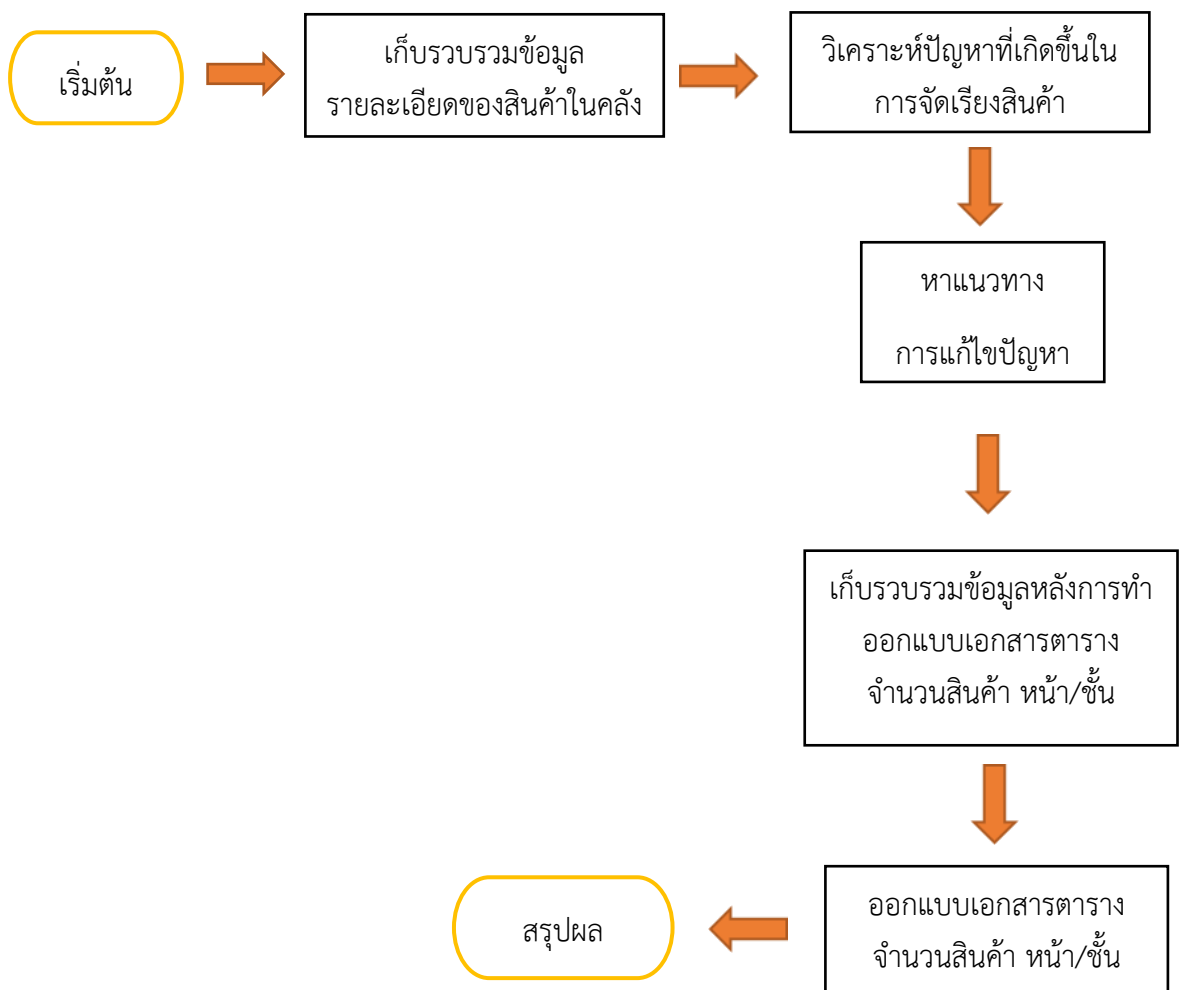 เริ่มต้น
เก็บรวบรวมข้อมูล
รายละเอียดของสินค้าในคลัง
วิเคราะห์ปัญหาที่เกิดขึ้นใน
การจัดเรียงสินค้า
หาแนวทาง
การแก้ไขปัญหา
เก็บรวบรวมข้อมูลหลังการทำ
ออกแบบเอกสารตาราง
จำนวนสินค้า หน้า/ชั้น
ออกแบบเอกสารตาราง
จำนวนสินค้า หน้า/ชั้น
สรุปผล